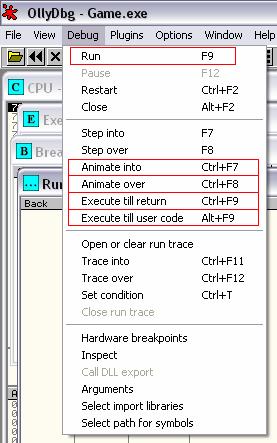 OllyDbg - Game.exe
File View Debug Plugins Options Window Help
Run F9
Pause F12
Restart Ctrl+F2
Close Alt+F2
Step into F7
Step over F8
Animate into Ctrl+F7
Animate over Ctrl+F8
Execute till return Ctrl+F9
Execute till user code Alt+F9
Open or clear run trace
Trace into Ctrl+F11
Trace over Ctrl+F12
Set condition Ctrl+T
Close run trace
Hardware breakpoints
Inspect
Call DLL export
Arguments
Select import libraries
Select path for symbols
C CPU -
E Exe
B Brea
... Run
Back